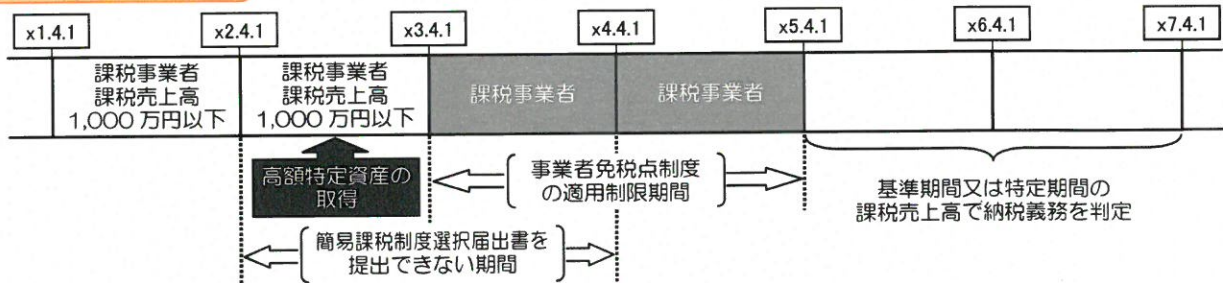 x1.4.1
x2.4.1
x3.4.1
x4.4.1
x5.4.1
x6.4.1
x7.4.1
課税事業者
課税売上高
1,000 万円以下
課税事業者
課税売上高
1,000 万円以下
課税事業者
課税事業者
高額特定資産の
取得
事業者免税点制度
の適用制限期間
基準期間又は特定期間の
課税売上高で納税義務を判定
簡易課税制度選択届出書を
提出できない期間